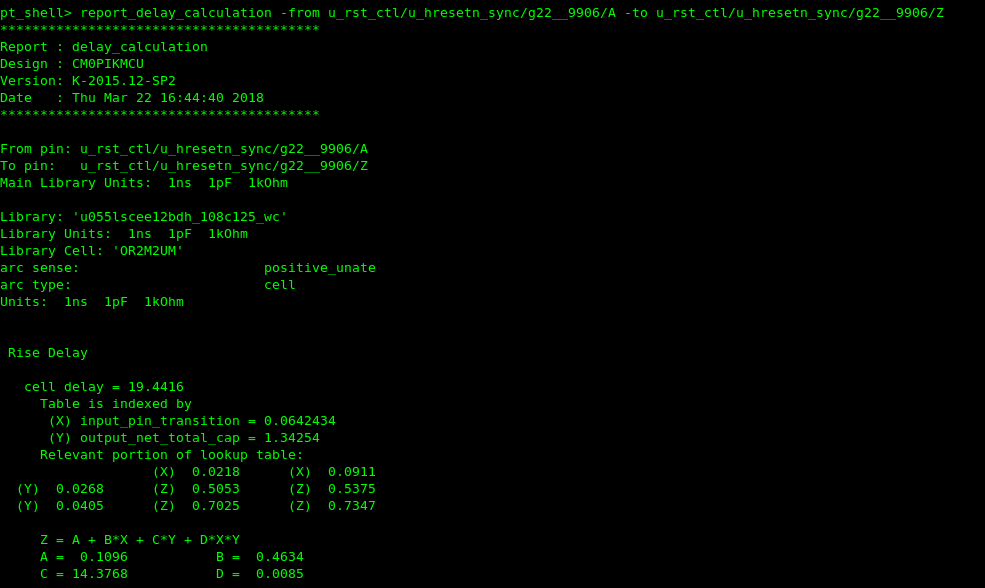 pt_shell> report_delay_calculation -from u_rst_ctl/u_hresetn_sync/g22__9906/A -to u_rst_ctl/u_hresetn_sync/g22__9906/Z
****************************************
Report : delay_calculation
Design : CM0PIKMCU
Version: K-2015.12-SP2
Date   : Thu Mar 22 16:44:40 2018
****************************************

From pin: u_rst_ctl/u_hresetn_sync/g22__9906/A
To pin:   u_rst_ctl/u_hresetn_sync/g22__9906/Z
Main Library Units:  1ns  1pF  1kOhm

Library: 'u055lscee12bdh_108c125_wc'
Library Units:  1ns  1pF  1kOhm
Library Cell: 'OR2M2UM'
arc sense:                       positive_unate
arc type:                        cell
Units:  1ns  1pF  1kOhm


 Rise Delay

   cell delay = 19.4416
     Table is indexed by
      (X) input_pin_transition = 0.0642434
      (Y) output_net_total_cap = 1.34254
     Relevant portion of lookup table:
                   (X)  0.0218      (X)  0.0911
  (Y)  0.0268      (Z)  0.5053      (Z)  0.5375
  (Y)  0.0405      (Z)  0.7025      (Z)  0.7347

     Z = A + B*X + C*Y + D*X*Y
     A =  0.1096           B =  0.4634
     C = 14.3768           D =  0.0085